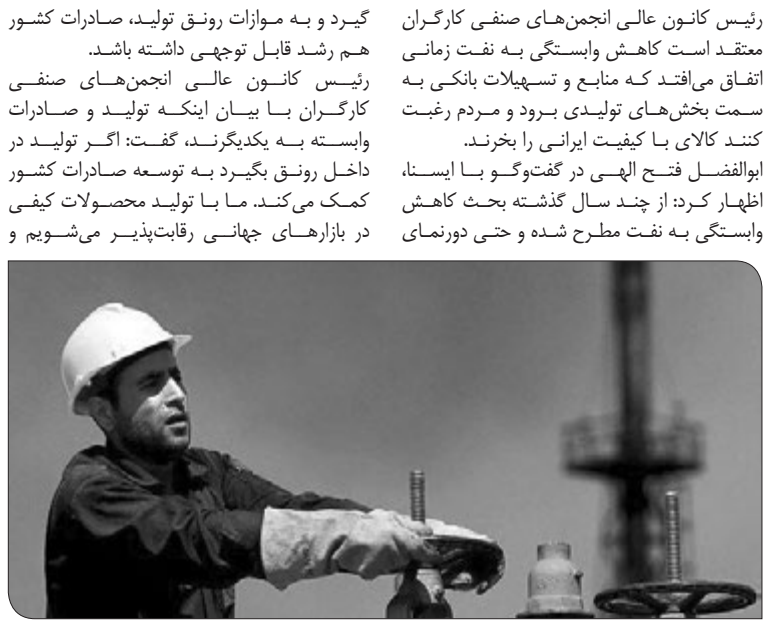 رئیس کانون عالی انجمن‌های صنفی کارگران
معتقد است کاهش وابستگی به نفت زمانی
اتفاق می‌افتد که منابع و تسهیلات بانکی به
سمت بخش‌های تولیدی برود و مردم رغبت
کنند کالای با کیفیت ایرانی را بخرند.
ابوالفضل فتح الهی در گفت‌وگو با ایسنا،
اظهار کرد: از چند سال گذشته بحث کاهش
وابستگی به نفت مطرح شده و حتی دورنمای
گیرد و به موازات رونق تولید، صادرات کشور
هم رشد قابل توجهی داشته باشد.
رئیس کانون عالی انجمن‌های صنفی
کارگران با بیان اینکه تولید و صادرات
وابسته به یکدیگرند، گفت: اگر تولید در
داخل رونق بگیرد به توسعه صادرات کشور
کمک می‌کند. ما با تولید محصولات کیفی
در بازارهای جهانی رقابت‌پذیر می‌شویم و